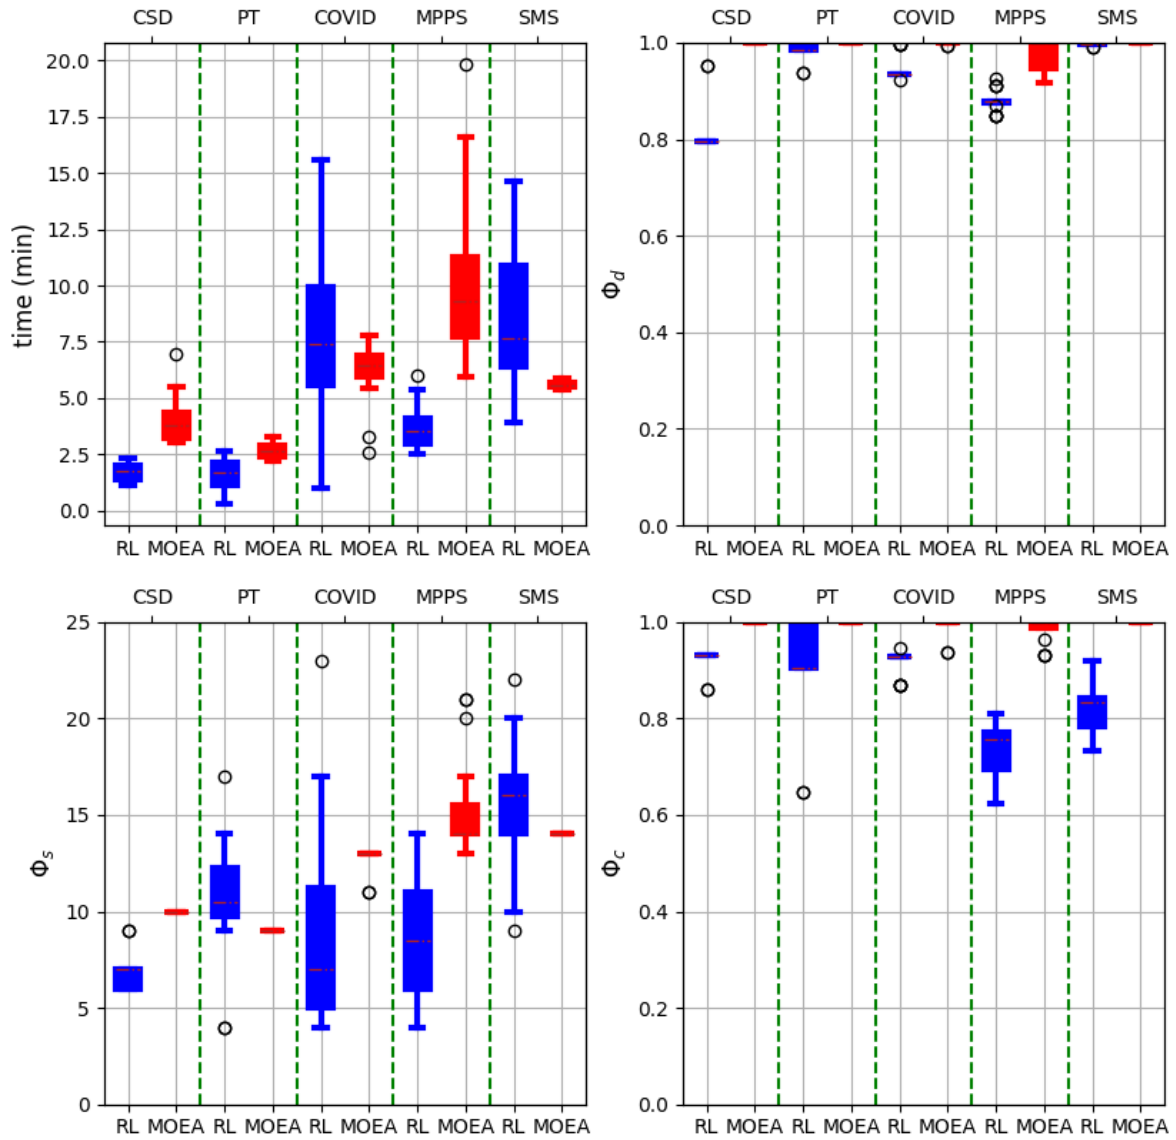 CSD PT COVID MPPS SMS
time (min)
20.0
17.5
15.0
12.5
10.0
7.5
5.0
2.5
0.0
RL MOEA RL MOEA RL MOEA RL MOEA RL MOEA
CSD PT COVID MPPS SMS
Φd
1.0
0.8
0.6
0.4
0.2
0.0
RL MOEA RL MOEA RL MOEA RL MOEA RL MOEA
CSD PT COVID MPPS SMS
Φs
25
20
15
10
5
0
RL MOEA RL MOEA RL MOEA RL MOEA RL MOEA
CSD PT COVID MPPS SMS
Φc
1.0
0.8
0.6
0.4
0.2
0.0
RL MOEA RL MOEA RL MOEA RL MOEA RL MOEA